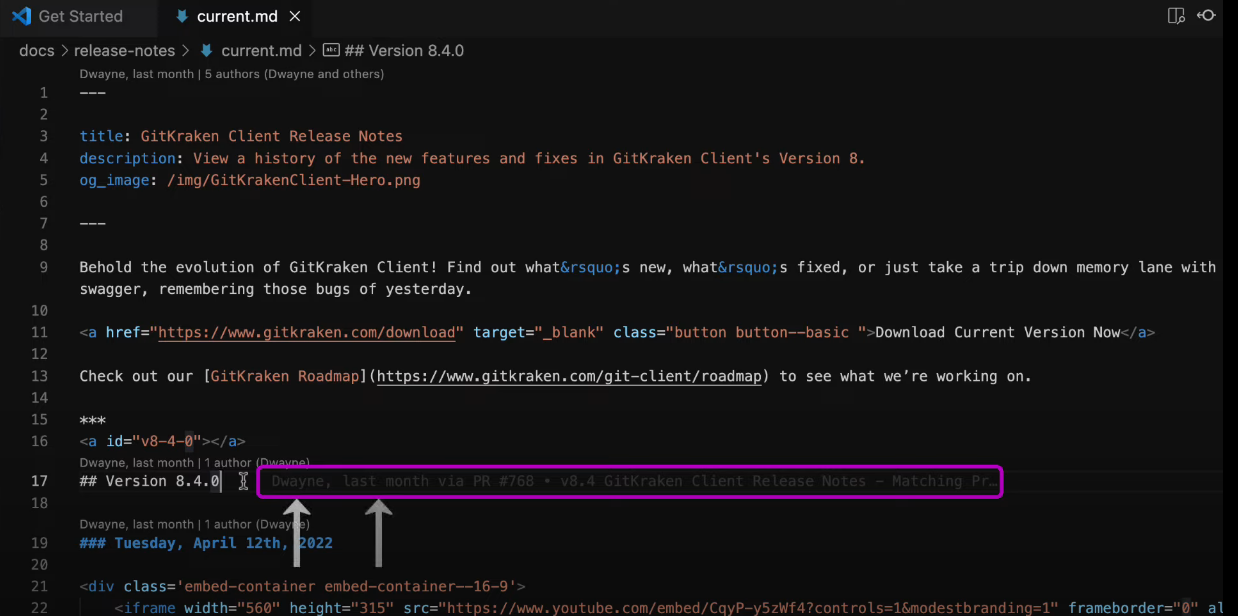 Get Started
current.md
docs > release-notes > current.md > ## Version 8.4.0
Dwayne, last month | 5 authors (Dwayne and others)
1 ---
2
3 title: GitKraken Client Release Notes
4 description: View a history of the new features and fixes in GitKraken Client's Version 8.
5 og_image: /img/GitKrakenClient-Hero.png
6
7 ---
8
9 Behold the evolution of GitKraken Client! Find out what&rsquo;s new, what&rsquo;s fixed, or just take a trip down memory lane with
swagger, remembering those bugs of yesterday.
10
11 <a href="https://www.gitkraken.com/download" target="_blank" class="button button--basic ">Download Current Version Now</a>
12
13 Check out our [GitKraken Roadmap](https://www.gitkraken.com/git-client/roadmap) to see what we’re working on.
14
15 ***
16 <a id="v8-4-0"></a>
Dwayne, last month | 1 author (Dwayne)
17 ## Version 8.4.0 Dwayne, last month via PR #768 • v8.4 GitKraken Client Release Notes - Matching Pr…
18
Dwayne, last month | 1 author (Dwayne)
19 ### Tuesday, April 12th, 2022
20
21 <div class='embed-container embed-container--16-9'>
22 <iframe width="560" height="315" src="https://www.youtube.com/embed/CqyP-y5zWf4?controls=1&modestbranding=1" frameborder="0" al